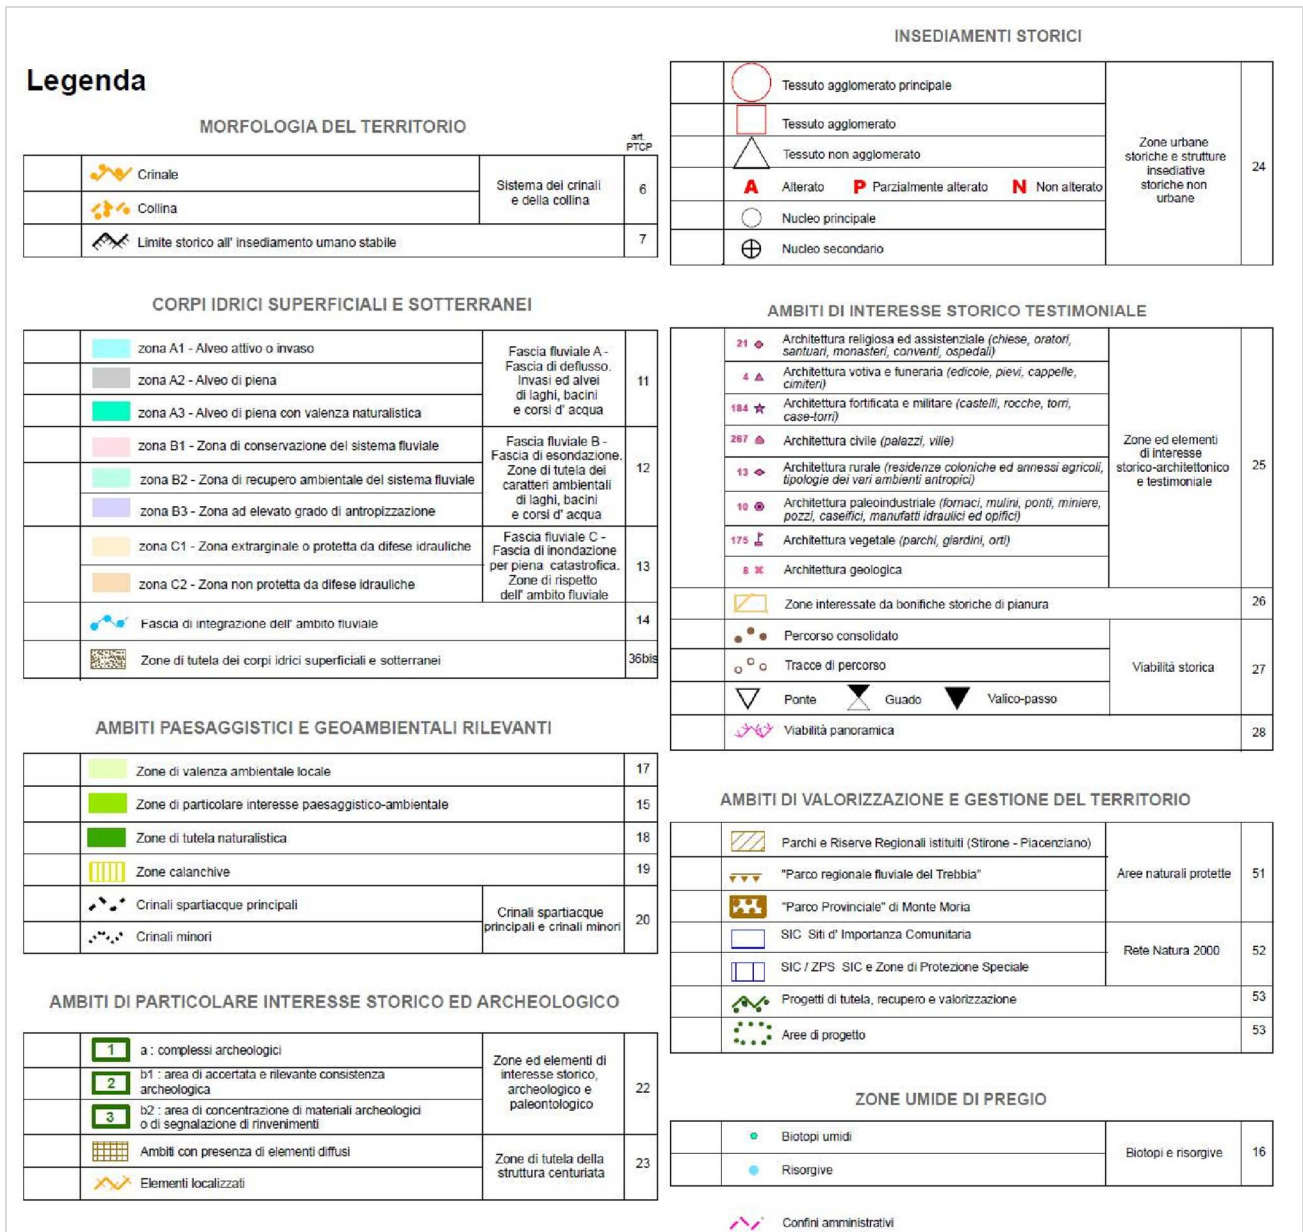 Legenda
MORFOLOGIA DEL TERRITORIO
art.
PTCP
Crinale
Collina
Sistema dei crinali
e della collina
6
Limite storico all' insediamento umano stabile
7
CORPI IDRICI SUPERFICIALI E SOTTERRANEI
zona A1 - Alveo attivo o invaso
zona A2 - Alveo di piena
zona A3 - Alveo di piena con valenza naturalistica
Fascia fluviale A -
Fascia di deflusso.
Invasi ed alvei
di laghi, bacini
e corsi d' acqua
11
zona B1 - Zona di conservazione del sistema fluviale
zona B2 - Zona di recupero ambientale del sistema fluviale
zona B3 - Zona ad elevato grado di antropizzazione
Fascia fluviale B -
Fascia di esondazione.
Zone di tutela dei
caratteri ambientali
di laghi, bacini
e corsi d' acqua
12
zona C1 - Zona extrarginale o protetta da difese idrauliche
zona C2 - Zona non protetta da difese idrauliche
Fascia fluviale C -
Fascia di inondazione
per piena catastrofica.
Zone di rispetto
dell' ambito fluviale
13
Fascia di integrazione dell' ambito fluviale
14
Zone di tutela dei corpi idrici superficiali e sotterranei
36bis
AMBITI PAESAGGISTICI E GEOAMBIENTALI RILEVANTI
Zone di valenza ambientale locale
17
Zone di particolare interesse paesaggistico-ambientale
15
Zone di tutela naturalistica
18
Zone calanchive
19
Crinali spartiacque principali
Crinali minori
Crinali spartiacque
principali e crinali minori
20
AMBITI DI PARTICOLARE INTERESSE STORICO ED ARCHEOLOGICO
1 a : complessi archeologici
2 b1 : area di accertata e rilevante consistenza
archeologica
3 b2 : area di concentrazione di materiali archeologici
o di segnalazione di rinvenimenti
Zone ed elementi di
interesse storico,
archeologico e
paleontologico
22
Ambiti con presenza di elementi diffusi
Elementi localizzati
Zone di tutela della
struttura centuriata
23
INSEDIAMENTI STORICI
Tessuto agglomerato principale
Tessuto agglomerato
Tessuto non agglomerato
A Alterato P Parzialmente alterato N Non alterato
Nucleo principale
Nucleo secondario
Zone urbane
storiche e strutture
insediative
storiche non
urbane
24
AMBITI DI INTERESSE STORICO TESTIMONIALE
21 Architettura religiosa ed assistenziale (chiese, oratori,
santuari, monasteri, conventi, ospedali)
4 Architettura votiva e funeraria (edicole, pievi, cappelle,
cimiteri)
184 Architettura fortificata e militare (castelli, rocche, torri,
case-torri)
267 Architettura civile (palazzi, ville)
13 Architettura rurale (residenze coloniche ed annessi agricoli,
tipologie dei vari ambienti antropici)
10 Architettura paleoindustriale (fornaci, mulini, ponti, miniere,
pozzi, caseifici, manufatti idraulici ed opifici)
175 Architettura vegetale (parchi, giardini, orti)
8 Architettura geologica
Zone ed elementi
di interesse
storico-architettonico
e testimoniale
25
Zone interessate da bonifiche storiche di pianura
26
Percorso consolidato
Tracce di percorso
Ponte Guado Valico-passo
Viabilità storica
27
Viabilità panoramica
28
AMBITI DI VALORIZZAZIONE E GESTIONE DEL TERRITORIO
Parchi e Riserve Regionali istituiti (Stirone - Piacenziano)
"Parco regionale fluviale del Trebbia"
"Parco Provinciale" di Monte Moria
Aree naturali protette
51
SIC Siti d' Importanza Comunitaria
SIC / ZPS SIC e Zone di Protezione Speciale
Rete Natura 2000
52
Progetti di tutela, recupero e valorizzazione
53
Aree di progetto
53
ZONE UMIDE DI PREGIO
Biotopi umidi
Risorgive
Biotopi e risorgive
16
Confini amministrativi